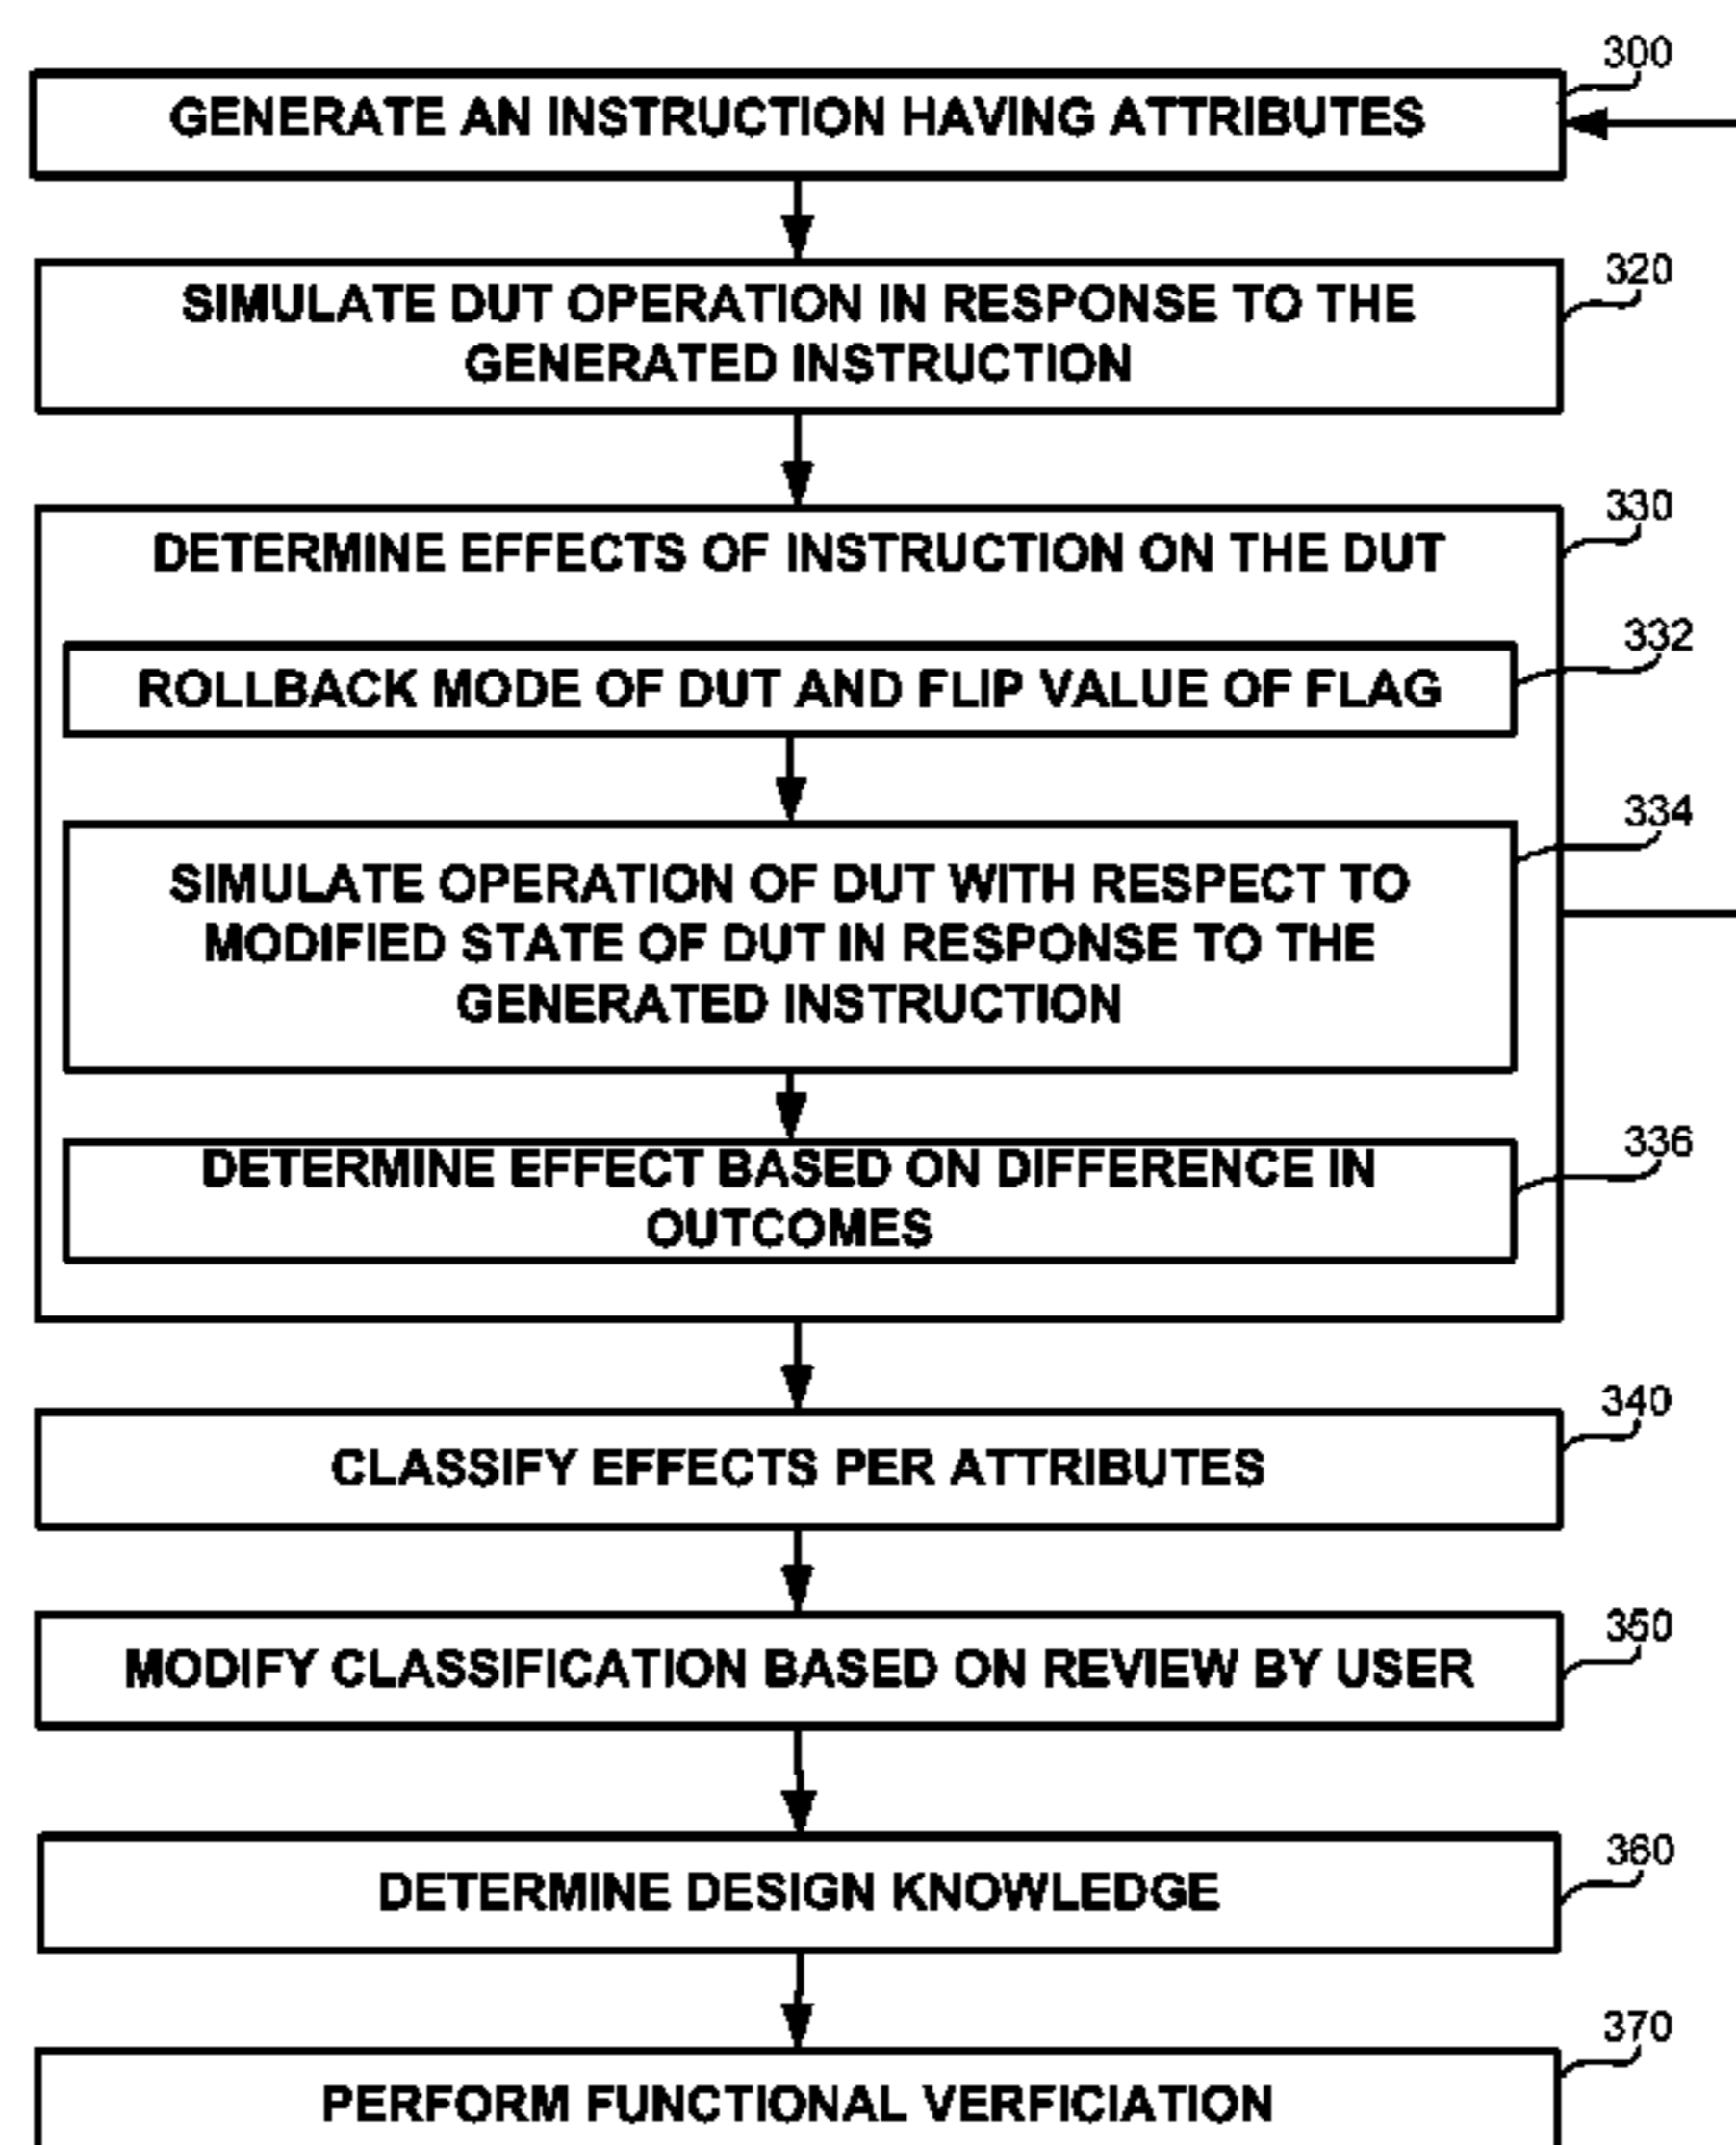 300
GENERATE AN INSTRUCTION HAVING ATTRIBUTES
320
SIMULATE DUT OPERATION IN RESPONSE TO THE
GENERATED INSTRUCTION
330
DETERMINE EFFECTS OF INSTRUCTION ON THE DUT
332
ROLLBACK MODE OF DUT AND FLIP VALUE OF FLAG
334
SIMULATE OPERATION OF DUT WITH RESPECT TO
MODIFIED STATE OF DUT IN RESPONSE TO THE
GENERATED INSTRUCTION
336
DETERMINE EFFECT BASED ON DIFFERENCE IN
OUTCOMES
340
CLASSIFY EFFECTS PER ATTRIBUTES
350
MODIFY CLASSIFICATION BASED ON REVIEW BY USER
360
DETERMINE DESIGN KNOWLEDGE
370
PERFORM FUNCTIONAL VERFICIATION